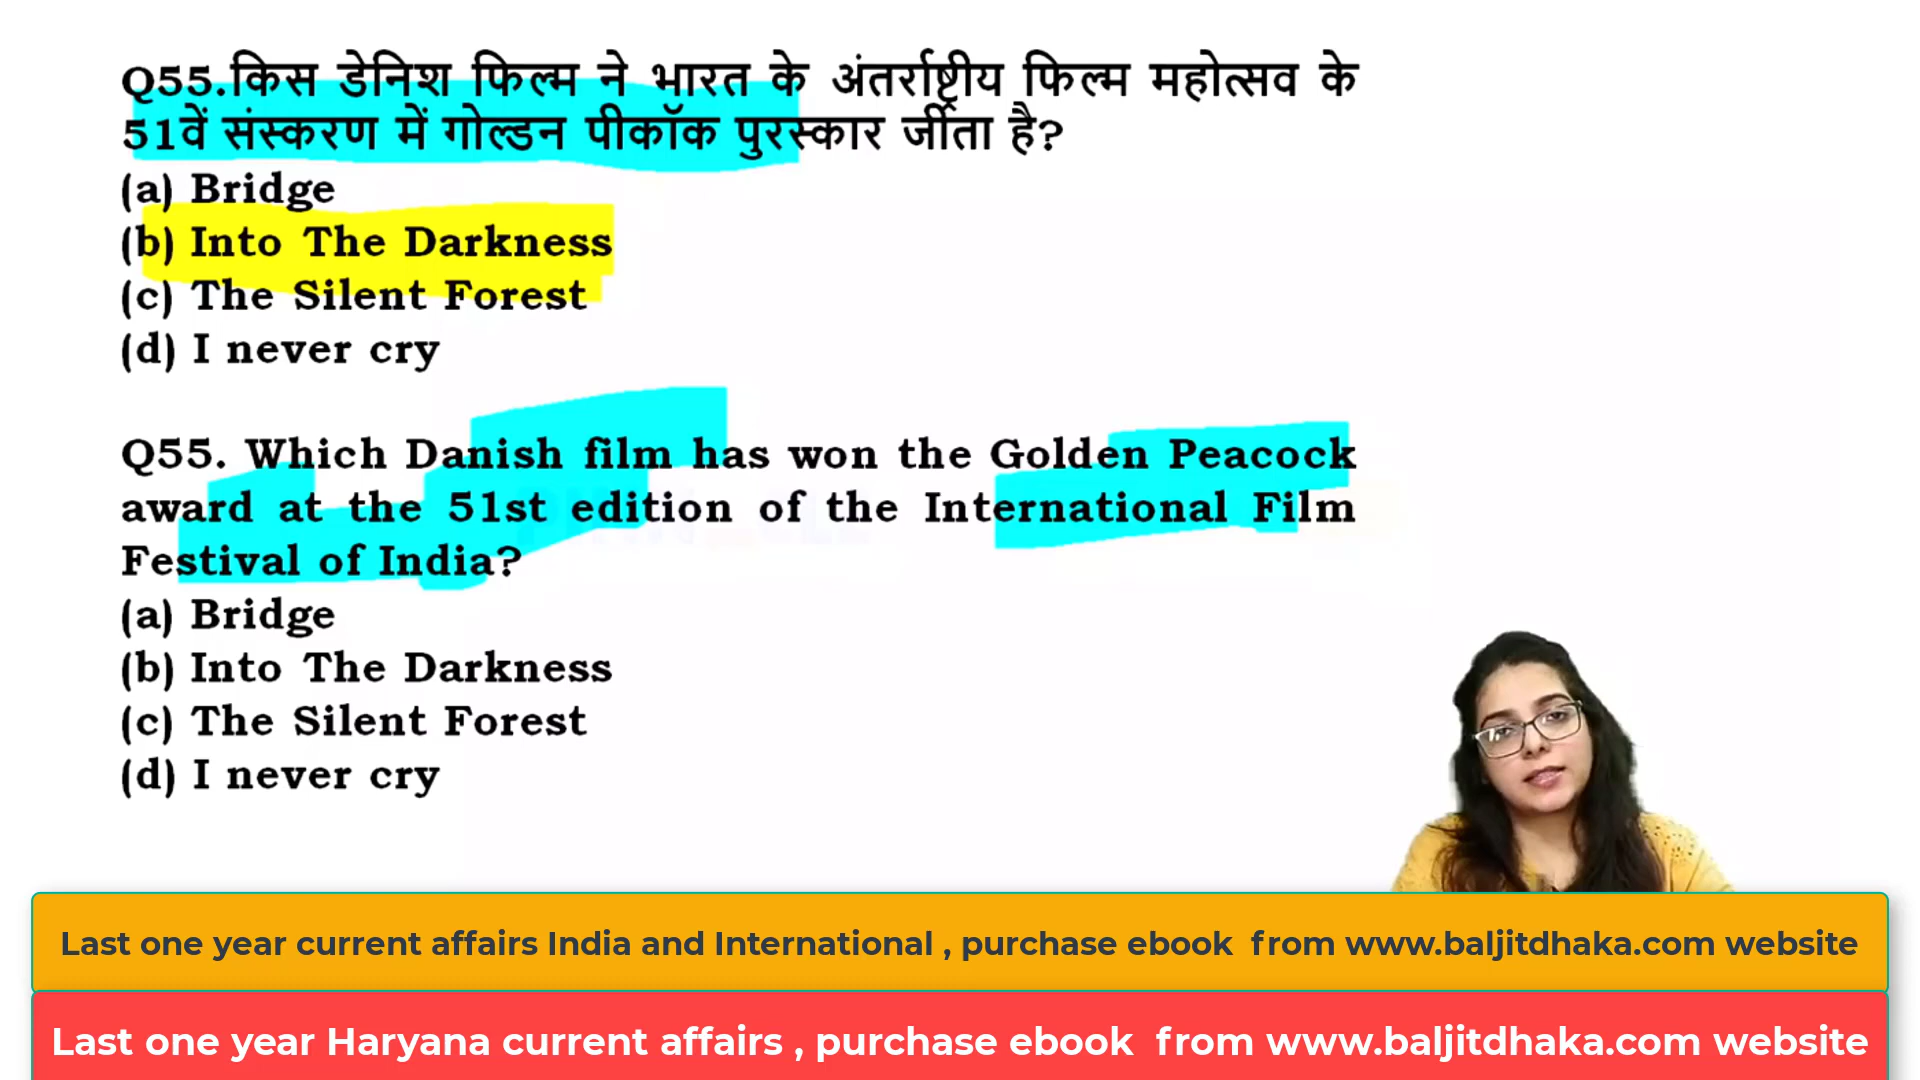 Q55.किस डेनिश फिल्म ने भारत के अंतर्राष्ट्रीय फिल्म महोत्सव के
51वें संस्करण में गोल्डन पीकॉक पुरस्कार जीता है?
(a) Bridge
(b) Into The Darkness
(c) The Silent Forest
(d) I never cry
Q55. Which Danish film has won the Golden Peacock
award at the 51st edition of the International Film
Festival of India?
(a) Bridge
(b) Into The Darkness
(c) The Silent Forest
(d) I never cry
Last one year current affairs India and International , purchase ebook from www.baljitdhaka.com website
Last one year Haryana current affairs , purchase ebook from www.baljitdhaka.com website